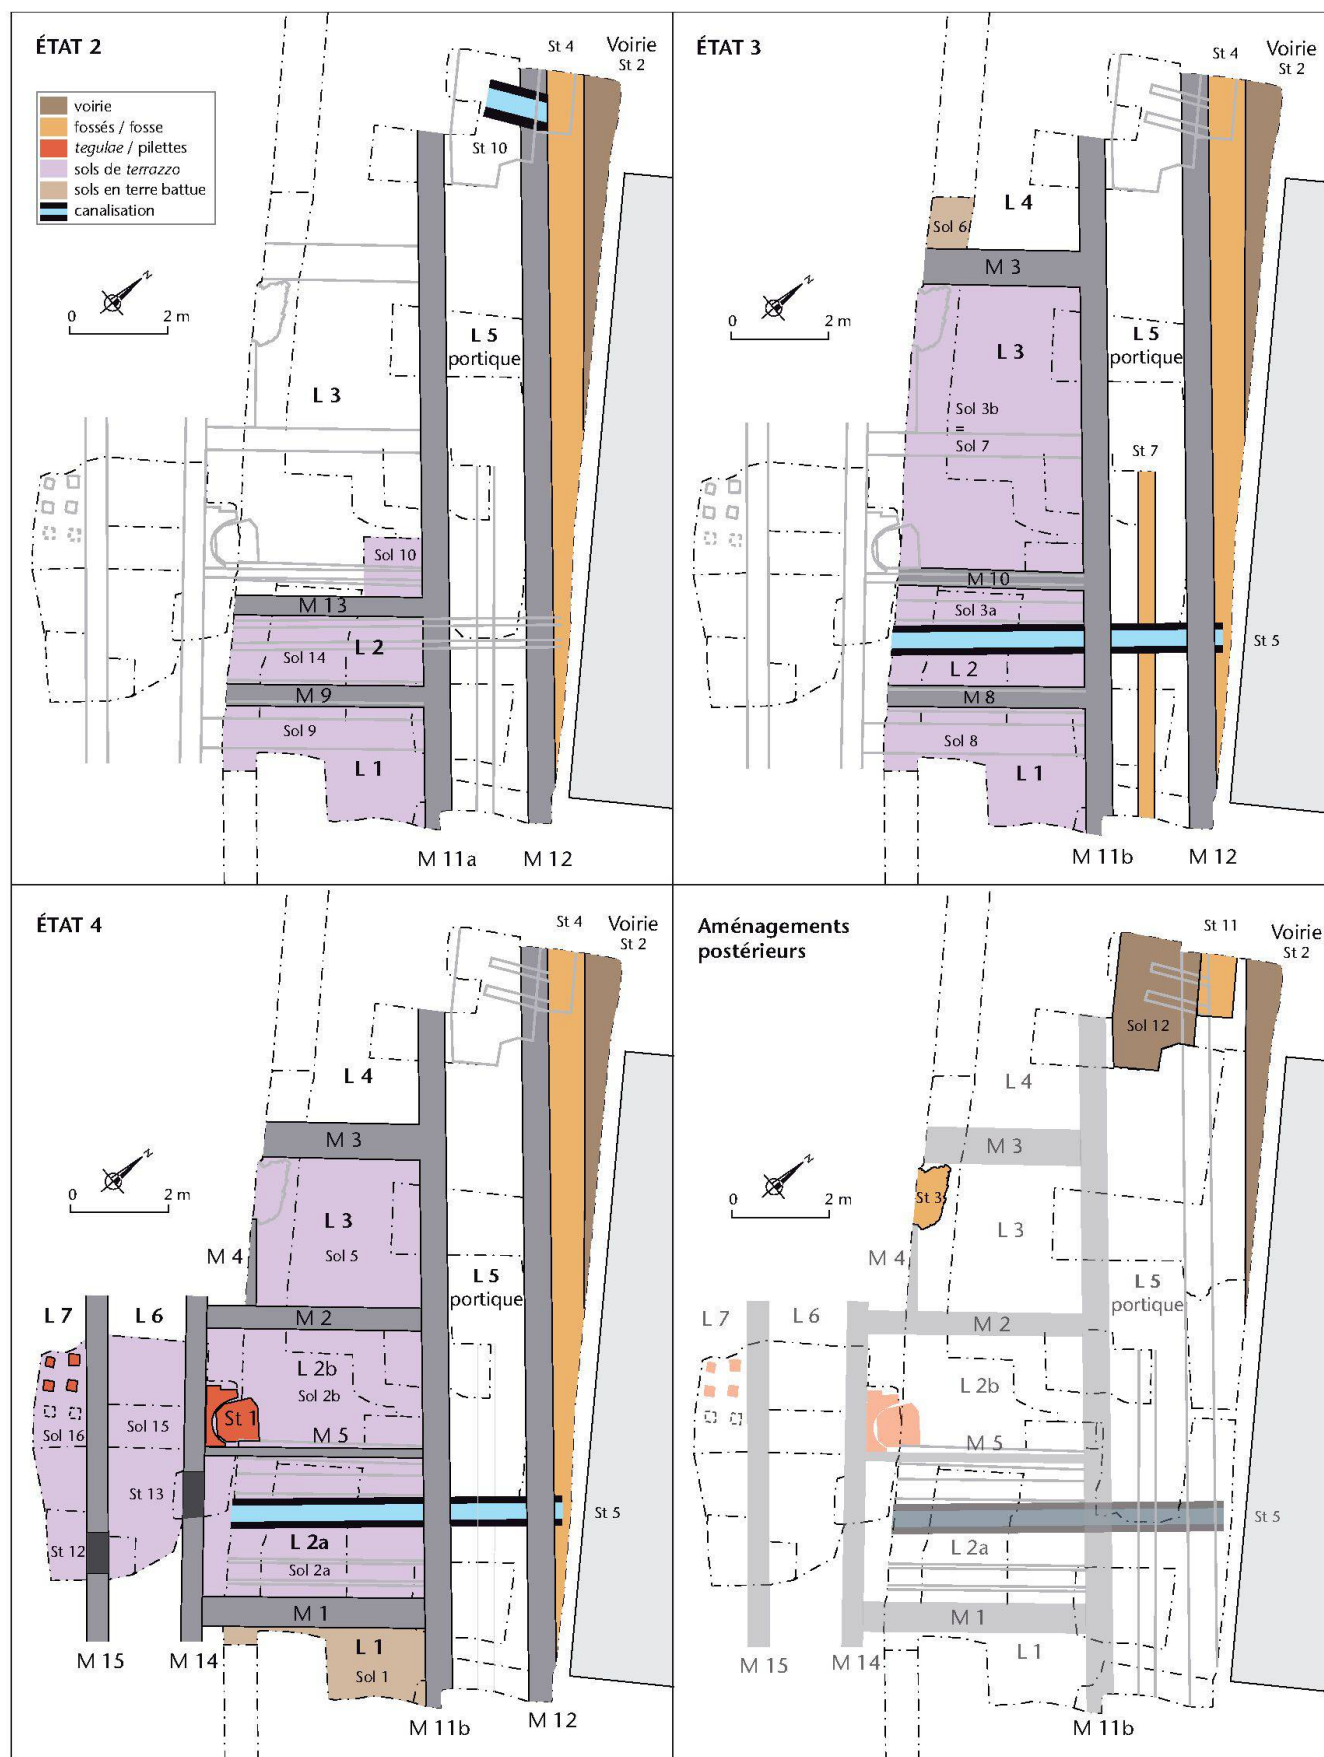 ÉTAT 2
voirie
fossés / fosse
tegulae / pilettes
sols de terrazzo
sols en terre battue
canalisation
St 4
Voirie
St 2
St 10
N
0 2 m
L 5
portique
L 3
Sol 10
M 13
Sol 14
L 2
M 9
Sol 9
L 1
M 11a
M 12
ÉTAT 3
St 4
Voirie
St 2
L 4
Sol 6
M 3
N
0 2 m
L 3
L 5
portique
Sol 3b
=
Sol 7
St 7
M 10
Sol 3a
St 5
L 2
M 8
Sol 8
L 1
M 11b
M 12
ÉTAT 4
St 4
Voirie
St 2
L 4
M 3
N
0 2 m
L 3
Sol 5
M 4
L 5
portique
L 7
L 6
M 2
L 2b
Sol 2b
St 1
Sol 16
Sol 15
M 5
St 13
St 5
St 12
L 2a
Sol 2a
M 1
L 1
Sol 1
M 15
M 14
M 11b
M 12
Aménagements
postérieurs
St 11
Voirie
St 2
Sol 12
L 4
M 3
N
0 2 m
St 3
L 3
M 4
L 5
portique
L 7
L 6
M 2
L 2b
M 5
St 5
L 2a
M 1
L 1
M 15
M 14
M 11b